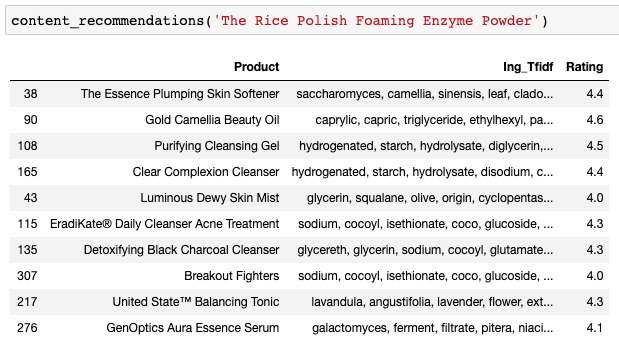 content_recommendations('The Rice Polish Foaming Enzyme Powder')
Product Ing_Tfidf Rating
38 The Essence Plumping Skin Softener saccharomyces, camellia, sinensis, leaf, clado... 4.4
90 Gold Camellia Beauty Oil caprylic, capric, triglyceride, ethylhexyl, pa... 4.6
108 Purifying Cleansing Gel hydrogenated, starch, hydrolysate, diglycerin,... 4.5
165 Clear Complexion Cleanser hydrogenated, starch, hydrolysate, disodium, c... 4.4
43 Luminous Dewy Skin Mist glycerin, squalane, olive, origin, cyclopentas... 4.0
115 EradiKate® Daily Cleanser Acne Treatment sodium, cocoyl, isethionate, coco, glucoside, ... 4.3
135 Detoxifying Black Charcoal Cleanser glycereth, glycerin, sodium, cocoyl, glutamate... 4.3
307 Breakout Fighters sodium, cocoyl, isethionate, coco, glucoside, ... 4.0
217 United State™ Balancing Tonic lavandula, angustifolia, lavender, flower, ext... 4.3
276 GenOptics Aura Essence Serum galactomyces, ferment, filtrate, pitera, niaci... 4.1